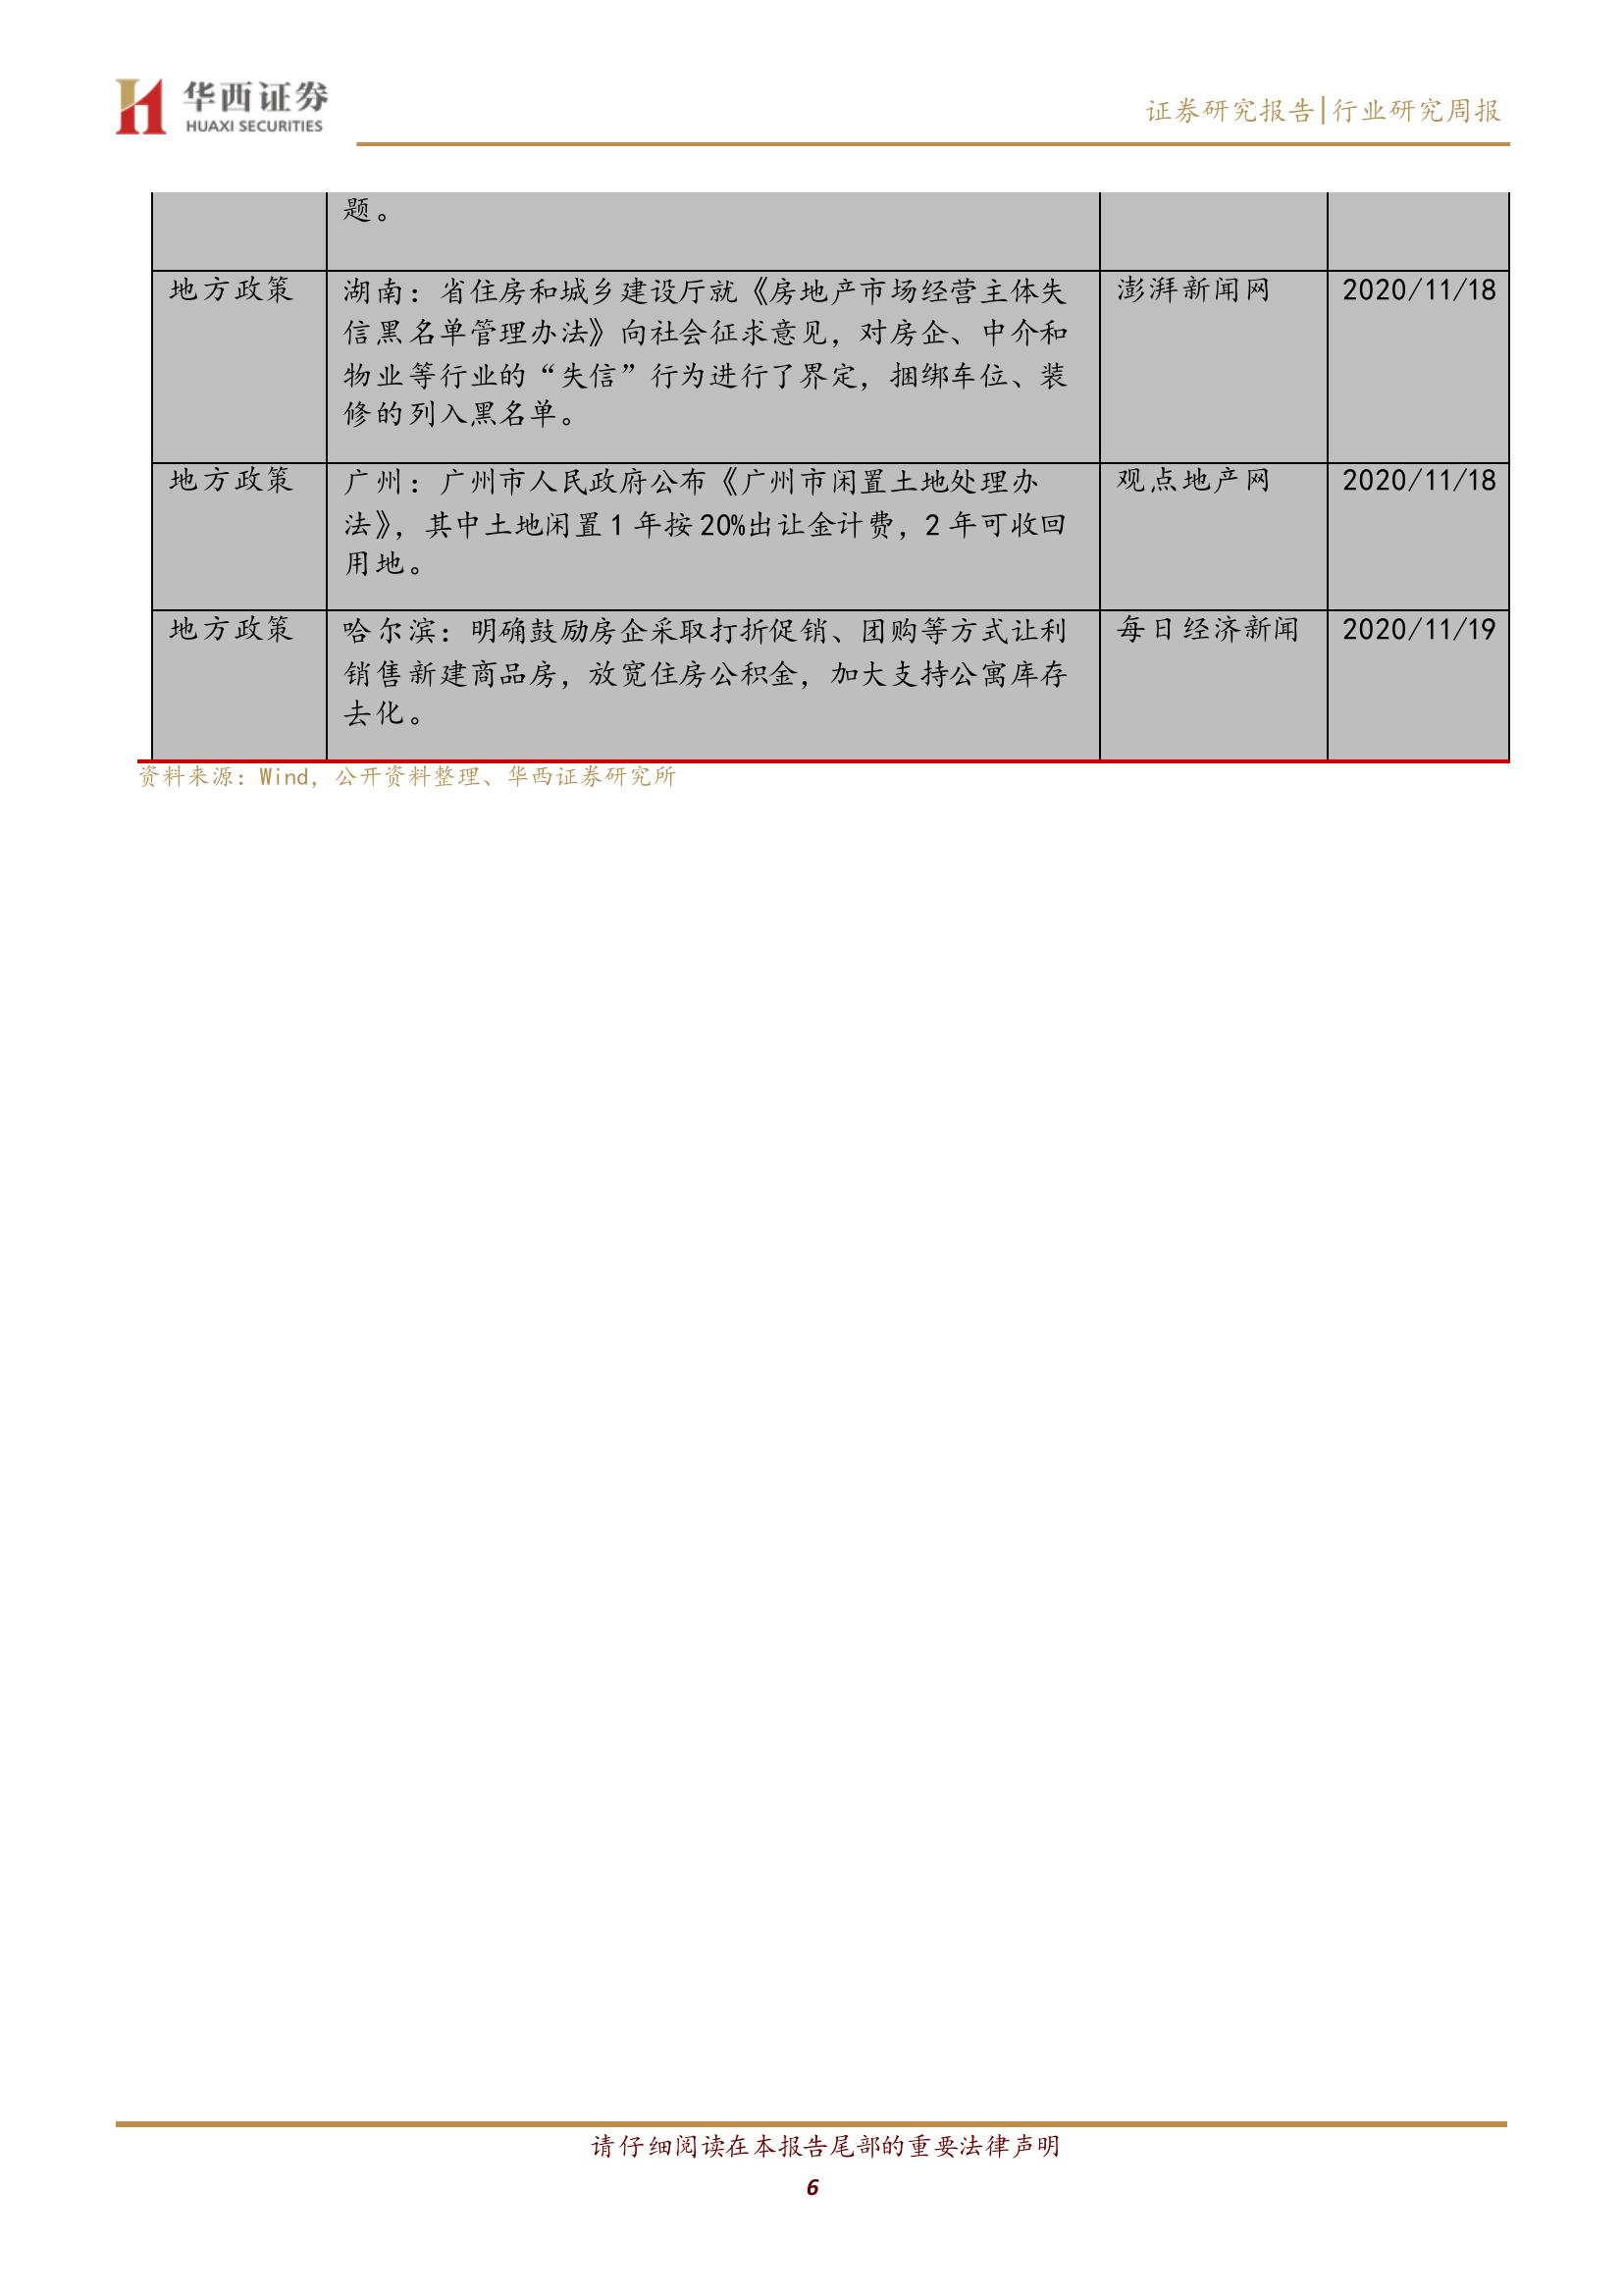 华西证券
HUAXI SECURITIES
证券研究报告|行业研究周报
题。
地方政策
湖南：省住房和城乡建设厅就《房地产市场经营主体失
信黑名单管理办法》向社会征求意见，对房企、中介和
物业等行业的“失信”行为进行了界定，捆绑车位、装
修的列入黑名单。
澎湃新闻网
2020/11/18
地方政策
广州：广州市人民政府公布《广州市闲置土地处理办
法》，其中土地闲置 1 年按 20%出让金计费，2 年可收回
用地。
观点地产网
2020/11/18
地方政策
哈尔滨：明确鼓励房企采取打折促销、团购等方式让利
销售新建商品房，放宽住房公积金，加大支持公寓库存
去化。
每日经济新闻
2020/11/19
资料来源：Wind，公开资料整理、华西证券研究所
请仔细阅读在本报告尾部的重要法律声明
6